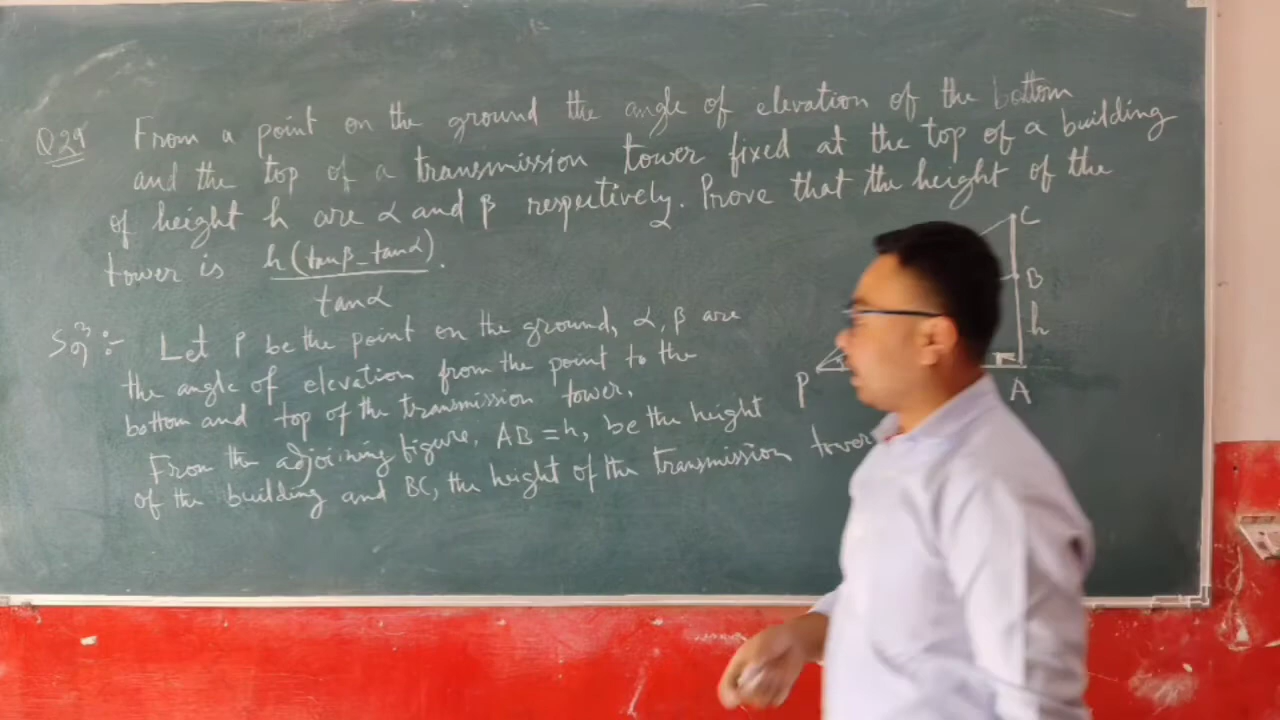 Q 29 From a point on the ground the angle of elevation of the bottom
and the top of a transmission tower fixed at the top of a building
of height h are α and β respectively. Prove that the height of the
tower is h(tanβ-tanα)/tanα.
Solⁿ:- Let P be the point on the ground, α, β are
the angle of elevation from the point to the
bottom and top of the transmission tower.
From the adjoining figure, AB = h, be the height
of the building and BC, the height of the transmission tower
C
B
h
P
A